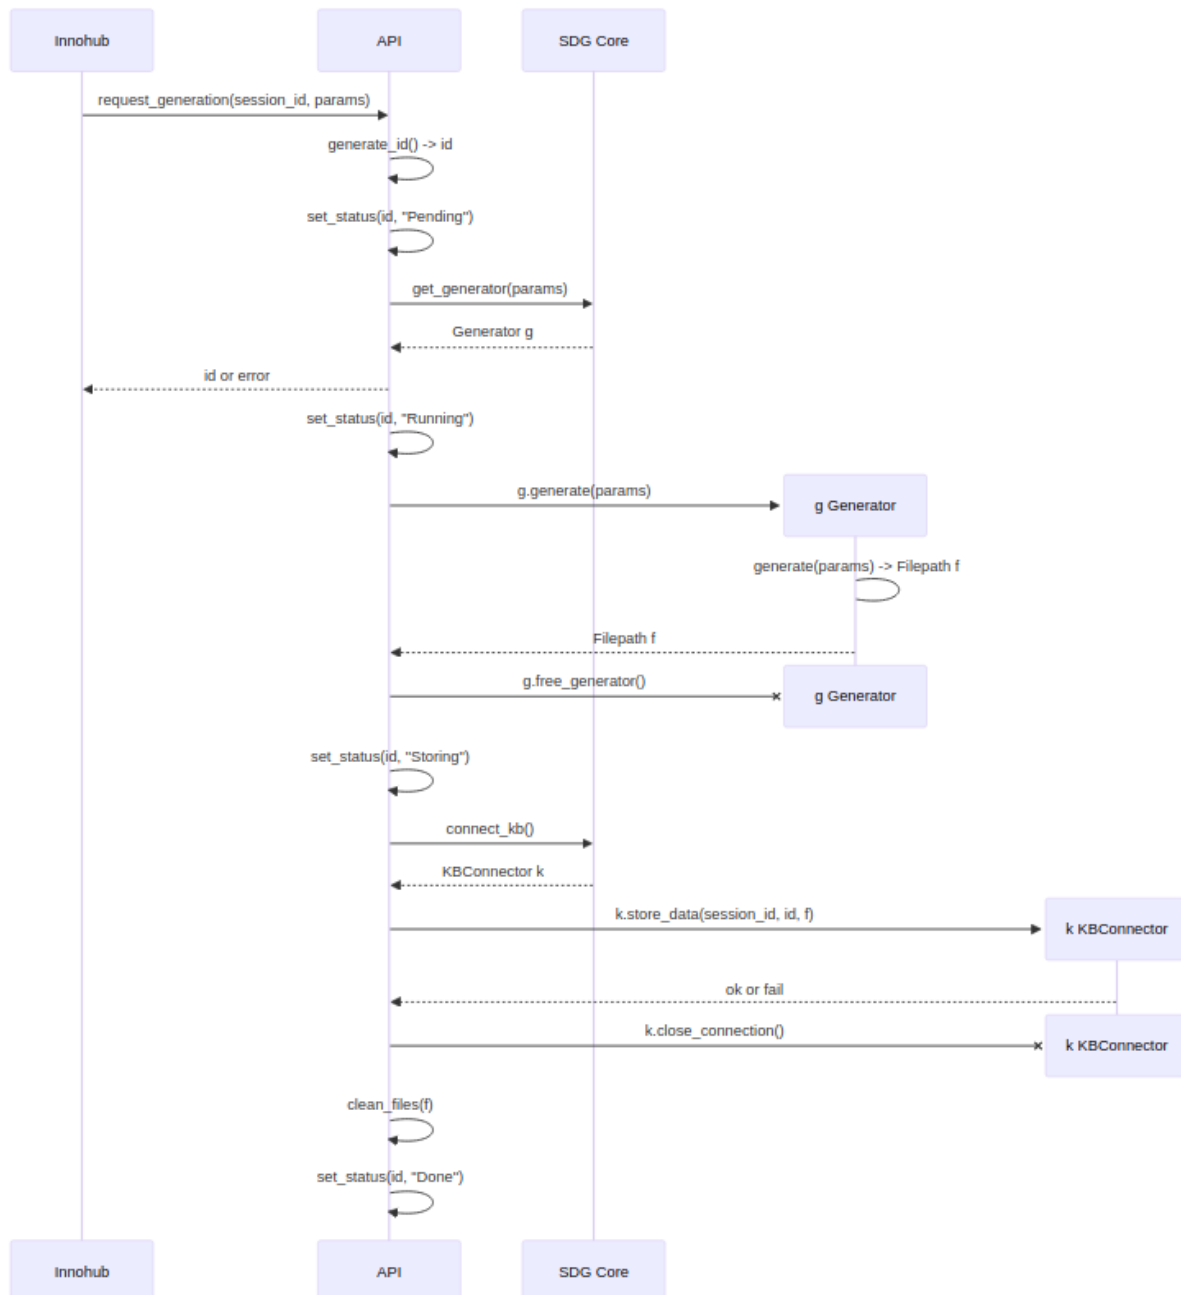 Innohub
API
SDG Core
request_generation(session_id, params)
generate_id() -> id
set_status(id, "Pending")
get_generator(params)
Generator g
id or error
set_status(id, "Running")
g.generate(params)
g Generator
generate(params) -> Filepath f
Filepath f
g.free_generator()
g Generator
set_status(id, "Storing")
connect_kb()
KBConnector k
k.store_data(session_id, id, f)
k KBConnector
ok or fail
k.close_connection()
k KBConnector
clean_files(f)
set_status(id, "Done")
Innohub
API
SDG Core